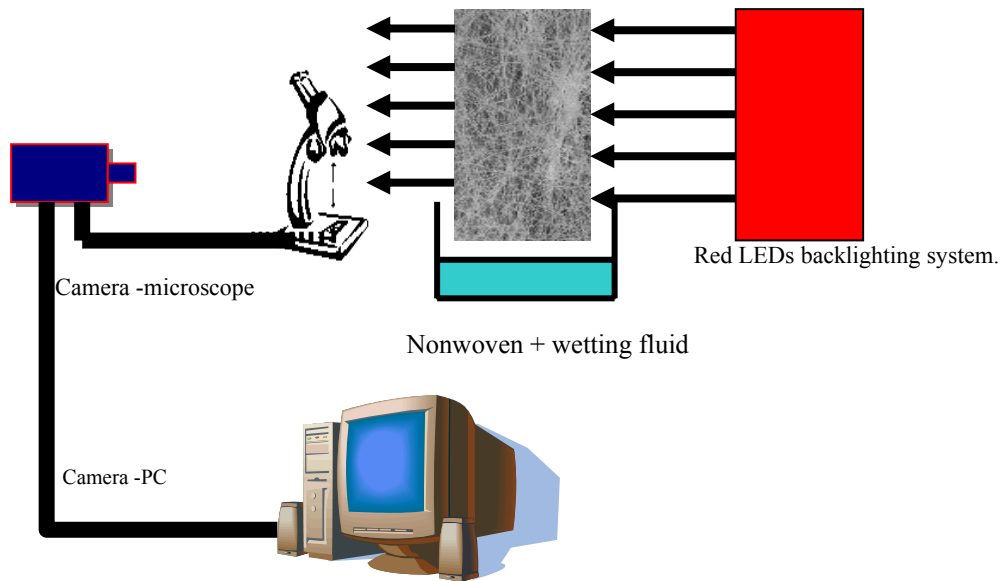 Red LEDs backlighting system.
Camera -microscope
Nonwoven + wetting fluid
Camera -PC